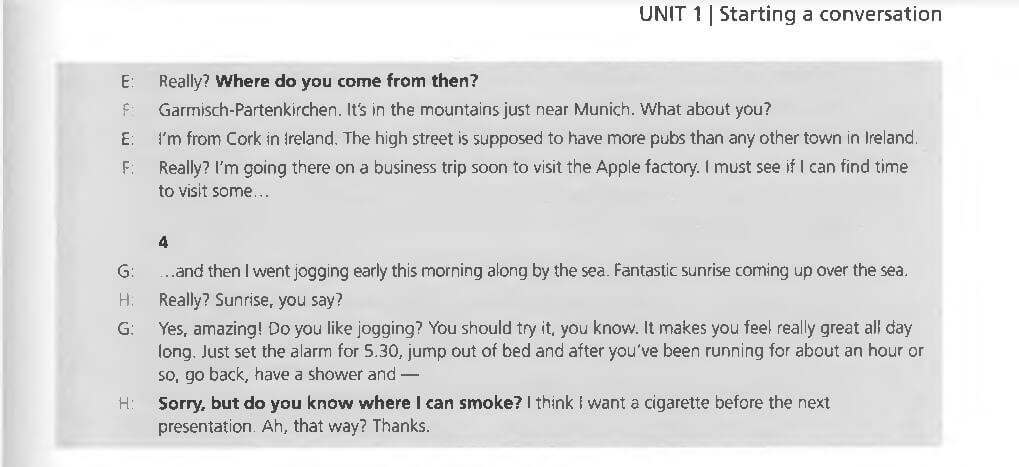 UNIT 1 | Starting a conversation
E: Really? Where do you come from then?
F: Garmisch-Partenkirchen. It's in the mountains just near Munich. What about you?
E: I'm from Cork in Ireland. The high street is supposed to have more pubs than any other town in Ireland.
F: Really? I'm going there on a business trip soon to visit the Apple factory. I must see if I can find time
to visit some...
4
G: ...and then I went jogging early this morning along by the sea. Fantastic sunrise coming up over the sea.
H: Really? Sunrise, you say?
G: Yes, amazing! Do you like jogging? You should try it, you know. It makes you feel really great all day
long. Just set the alarm for 5.30, jump out of bed and after you've been running for about an hour or
so, go back, have a shower and —
H: Sorry, but do you know where I can smoke? I think I want a cigarette before the next
presentation. Ah, that way? Thanks.